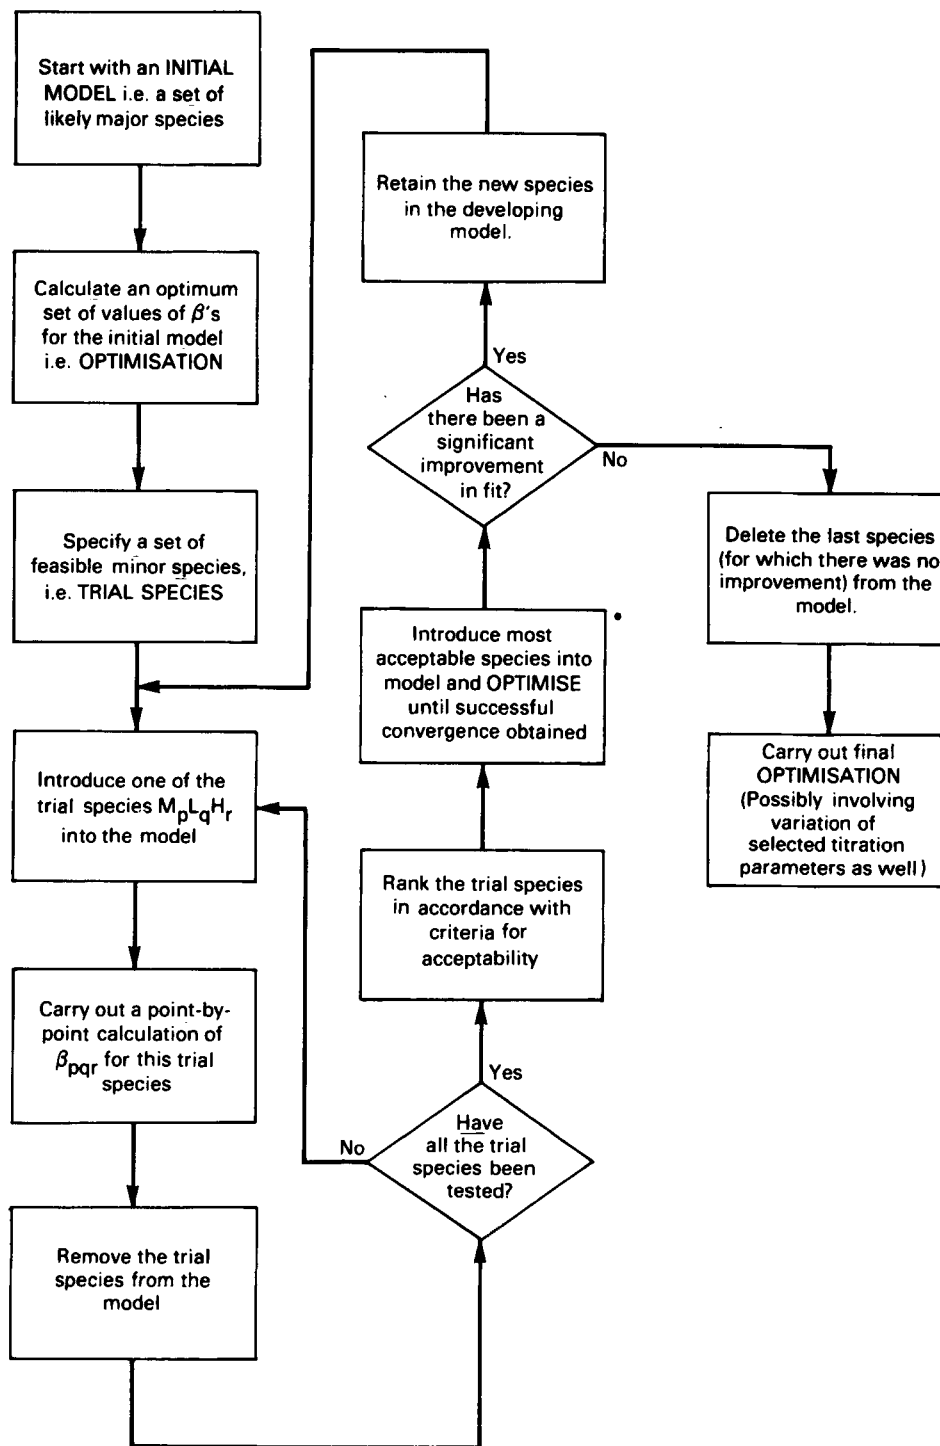 Start with an INITIAL
MODEL i.e. a set of
likely major species
Calculate an optimum
set of values of β's
for the initial model
i.e. OPTIMISATION
Specify a set of
feasible minor species,
i.e. TRIAL SPECIES
Introduce one of the
trial species MpLqHr
into the model
Carry out a point-by-
point calculation of
βpqr for this trial
species
Remove the trial
species from the
model
Have
all the trial
species been
tested?
No
Yes
Rank the trial species
in accordance with
criteria for
acceptability
Introduce most
acceptable species into
model and OPTIMISE
until successful
convergence obtained
Has
there been a
significant
improvement
in fit?
Yes
No
Retain the new species
in the developing
model.
Delete the last species
(for which there was no
improvement) from the
model.
Carry out final
OPTIMISATION
(Possibly involving
variation of
selected titration
parameters as well)